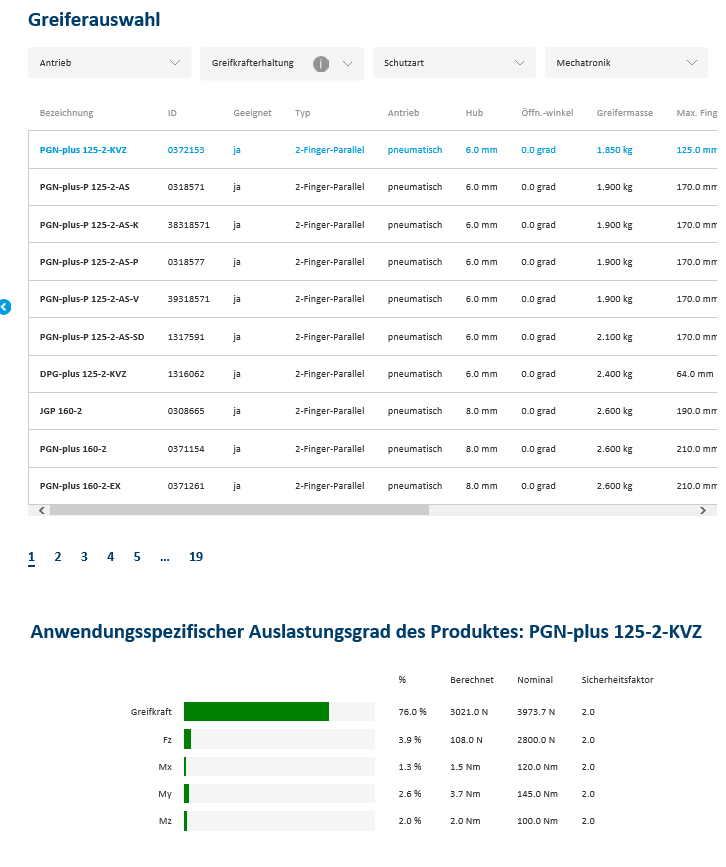 Greiferauswahl
Antrieb Greifkrafterhaltung i Schutzart Mechatronik
Bezeichnung ID Geeignet Typ Antrieb Hub Öffn.-winkel Greifermasse Max. Fing
PGN-plus 125-2-KVZ 0372153 ja 2-Finger-Parallel pneumatisch 6.0 mm 0.0 grad 1.850 kg 125.0 mm
PGN-plus-P 125-2-AS 0318571 ja 2-Finger-Parallel pneumatisch 6.0 mm 0.0 grad 1.900 kg 170.0 mm
PGN-plus-P 125-2-AS-K 38318571 ja 2-Finger-Parallel pneumatisch 6.0 mm 0.0 grad 1.900 kg 170.0 mm
PGN-plus-P 125-2-AS-P 0318577 ja 2-Finger-Parallel pneumatisch 6.0 mm 0.0 grad 1.900 kg 170.0 mm
PGN-plus-P 125-2-AS-V 39318571 ja 2-Finger-Parallel pneumatisch 6.0 mm 0.0 grad 1.900 kg 170.0 mm
PGN-plus-P 125-2-AS-SD 1317591 ja 2-Finger-Parallel pneumatisch 6.0 mm 0.0 grad 2.100 kg 170.0 mm
DPG-plus 125-2-KVZ 1316062 ja 2-Finger-Parallel pneumatisch 6.0 mm 0.0 grad 2.400 kg 64.0 mm
JGP 160-2 0308665 ja 2-Finger-Parallel pneumatisch 8.0 mm 0.0 grad 2.600 kg 190.0 mm
PGN-plus 160-2 0371154 ja 2-Finger-Parallel pneumatisch 8.0 mm 0.0 grad 2.600 kg 210.0 mm
PGN-plus 160-2-EX 0371261 ja 2-Finger-Parallel pneumatisch 8.0 mm 0.0 grad 2.600 kg 210.0 mm
1 2 3 4 5 ... 19
Anwendungsspezifischer Auslastungsgrad des Produktes: PGN-plus 125-2-KVZ
% Berechnet Nominal Sicherheitsfaktor
Greifkraft 76.0 % 3021.0 N 3973.7 N 2.0
Fz 3.9 % 108.0 N 2800.0 N 2.0
Mx 1.3 % 1.5 Nm 120.0 Nm 2.0
My 2.6 % 3.7 Nm 145.0 Nm 2.0
Mz 2.0 % 2.0 Nm 100.0 Nm 2.0